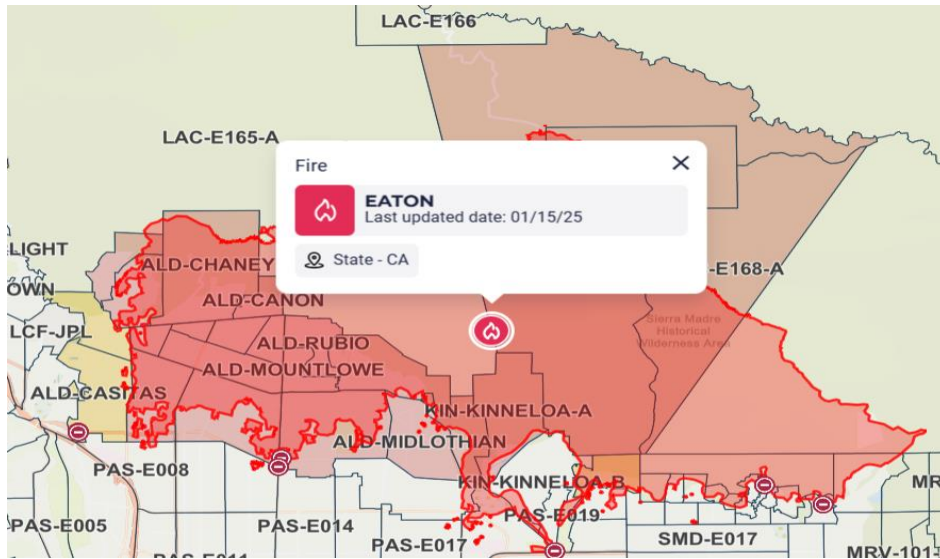 LAC-E166
LAC-E165-A
Fire
EATON
Last updated date: 01/15/25
State - CA
LIGHT
ALD-CHANEY
-E168-A
OWN
ALD-CANON
LCF-JPL
ALD-RUBIO
Sierra Madre
Historical
Wilderness Area
ALD-MOUNTLOWE
ALD-CASITAS
KIN-KINNELOA-A
ALD-MIDLOTHIAN
PAS-E008
KIN-KINNELOA-B
MR
PAS-E019
PAS-E005
PAS-E014
SMD-E017
PAS-E017
MRV-101
PAS-E011